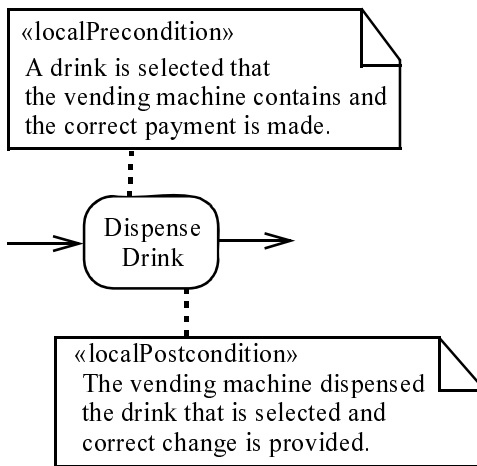 «localPrecondition»
A drink is selected that
the vending machine contains and
the correct payment is made.
Dispense
Drink
«localPostcondition»
The vending machine dispensed
the drink that is selected and
correct change is provided.